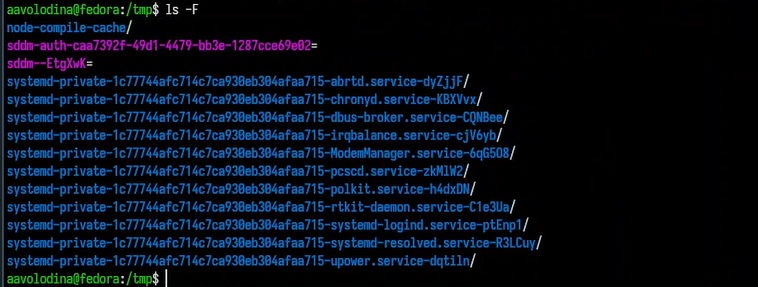 aavolodina@fedora:/tmp$ ls -F
node-compile-cache/
sddm-auth-caa7392f-49d1-4479-bb3e-1287cce69e02=
sddm--EtgXwK=
systemd-private-1c77744afc714c7ca930eb304afaa715-abrtd.service-dyZjjF/
systemd-private-1c77744afc714c7ca930eb304afaa715-chronyd.service-KBXVvx/
systemd-private-1c77744afc714c7ca930eb304afaa715-dbus-broker.service-CQNBee/
systemd-private-1c77744afc714c7ca930eb304afaa715-irqbalance.service-cjV6yb/
systemd-private-1c77744afc714c7ca930eb304afaa715-ModemManager.service-6qG5O8/
systemd-private-1c77744afc714c7ca930eb304afaa715-pcscd.service-zkMlW2/
systemd-private-1c77744afc714c7ca930eb304afaa715-polkit.service-h4dxDN/
systemd-private-1c77744afc714c7ca930eb304afaa715-rtkit-daemon.service-C1e3Ua/
systemd-private-1c77744afc714c7ca930eb304afaa715-systemd-logind.service-ptEnp1/
systemd-private-1c77744afc714c7ca930eb304afaa715-systemd-resolved.service-R3LCuy/
systemd-private-1c77744afc714c7ca930eb304afaa715-upower.service-dqtiln/
aavolodina@fedora:/tmp$